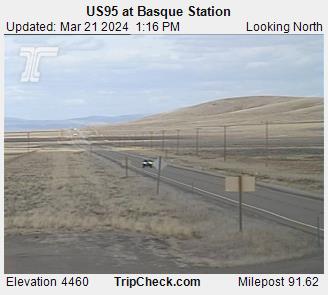 US95 at Basque Station
Updated: Mar 21 2024 1:16 PM Looking North
Elevation 4460 TripCheck.com Milepost 91.62